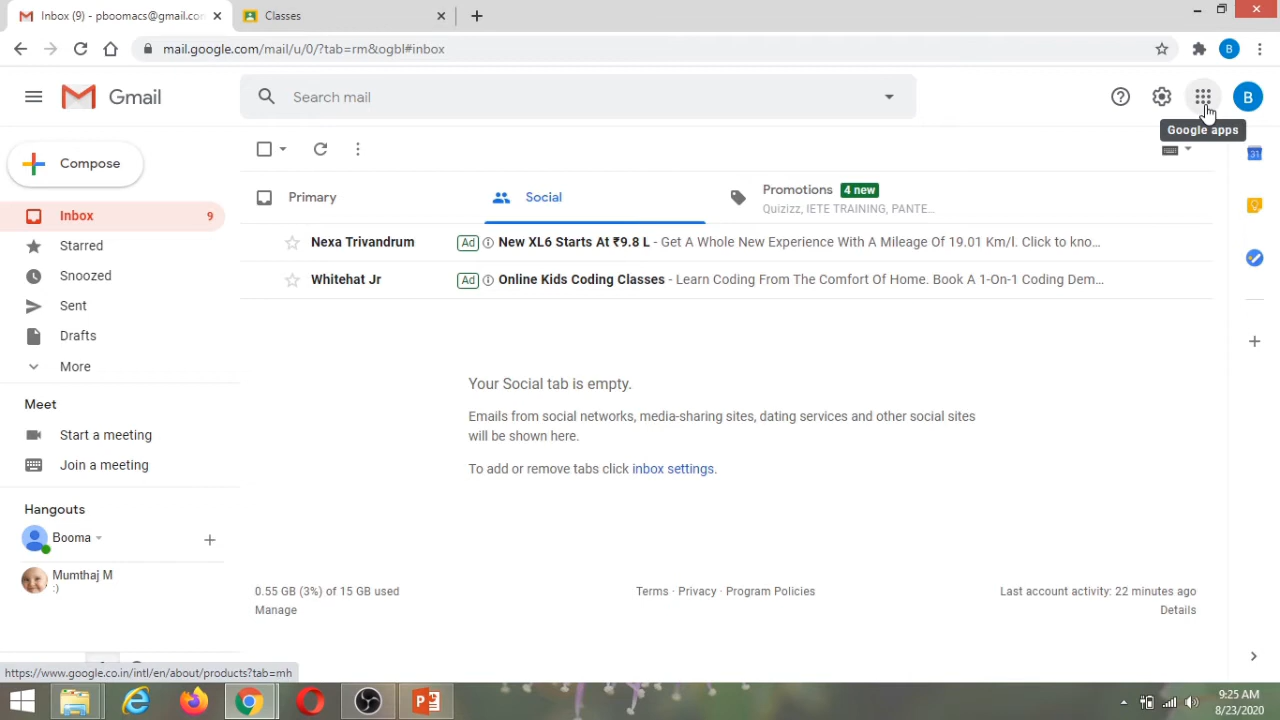 Inbox (9) - pboomacs@gmail.co
Classes
mail.google.com/mail/u/0/?tab=rm&ogbl#inbox
B
Gmail
Search mail
B
Google apps
Compose
Primary
Social
Promotions 4 new
Quizizz, IETE TRAINING, PANTE...
31
Inbox 9
Starred
Snoozed
Sent
Drafts
More
Nexa Trivandrum Ad New XL6 Starts At ₹9.8 L - Get A Whole New Experience With A Mileage Of 19.01 Km/l. Click to kno...
Whitehat Jr Ad Online Kids Coding Classes - Learn Coding From The Comfort Of Home. Book A 1-On-1 Coding Dem...
Your Social tab is empty.
Emails from social networks, media-sharing sites, dating services and other social sites
will be shown here.
To add or remove tabs click inbox settings.
Meet
Start a meeting
Join a meeting
Hangouts
Booma
Mumthaj M
:)
0.55 GB (3%) of 15 GB used
Manage
Terms · Privacy · Program Policies
Last account activity: 22 minutes ago
Details
https://www.google.co.in/intl/en/about/products?tab=mh
9:25 AM
8/23/2020